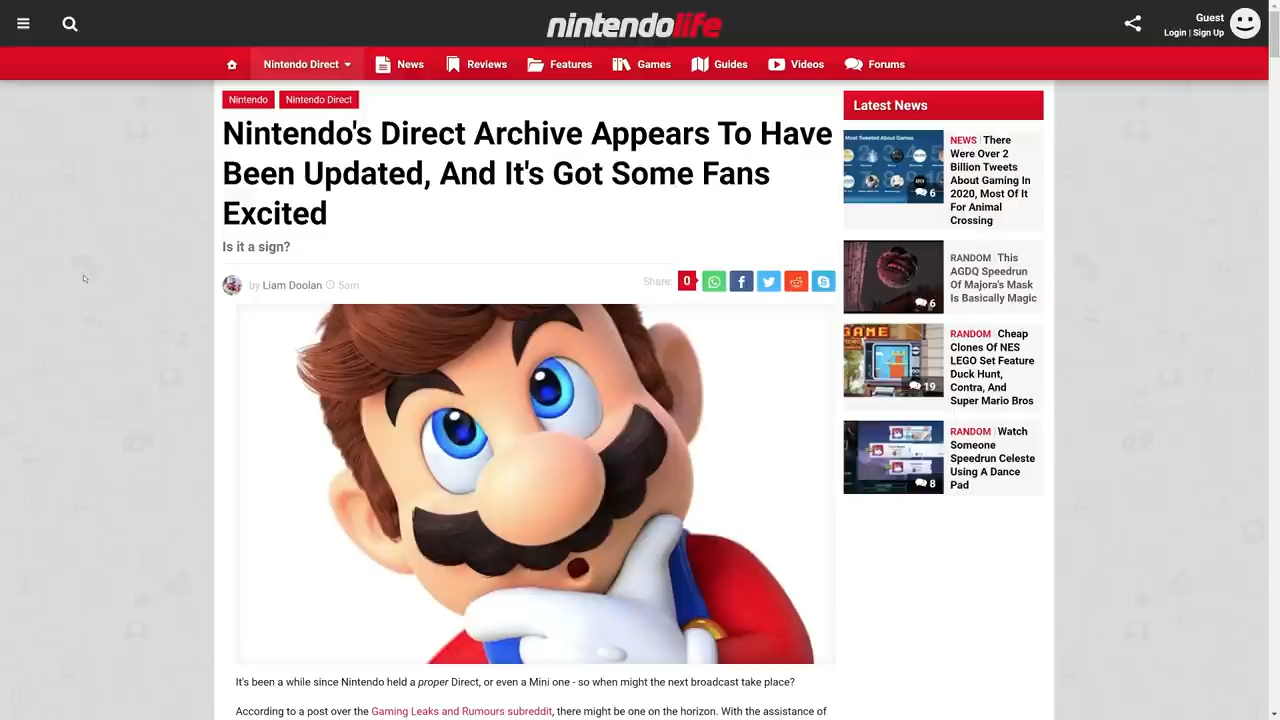 nintendolife
Guest
Login | Sign Up
Nintendo Direct
News
Reviews
Features
Games
Guides
Videos
Forums
Nintendo
Nintendo Direct
Nintendo's Direct Archive Appears To Have
Been Updated, And It's Got Some Fans
Excited
Is it a sign?
by Liam Doolan 5am
Share: 0
It's been a while since Nintendo held a proper Direct, or even a Mini one - so when might the next broadcast take place?
According to a post over the Gaming Leaks and Rumours subreddit, there might be one on the horizon. With the assistance of
Latest News
Most Tweeted About Games
6
NEWS There
Were Over 2
Billion Tweets
About Gaming In
2020, Most Of It
For Animal
Crossing
6
RANDOM This
AGDQ Speedrun
Of Majora's Mask
Is Basically Magic
GAME
19
RANDOM Cheap
Clones Of NES
LEGO Set Feature
Duck Hunt,
Contra, And
Super Mario Bros
8
RANDOM Watch
Someone
Speedrun Celeste
Using A Dance
Pad